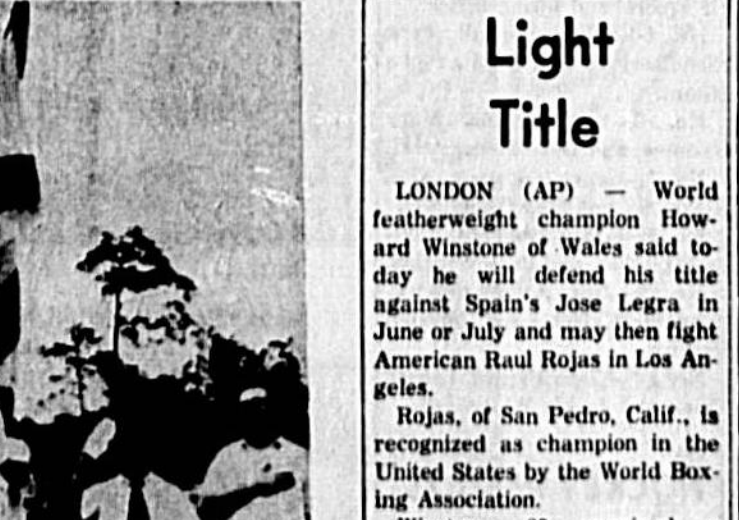 Light
Title
LONDON (AP) — World
featherweight champion How-
ard Winstone of Wales said to-
day he will defend his title
against Spain's Jose Legra in
June or July and may then fight
American Raul Rojas in Los An-
geles.
Rojas, of San Pedro, Calif., is
recognized as champion in the
United States by the World Box-
ing Association.